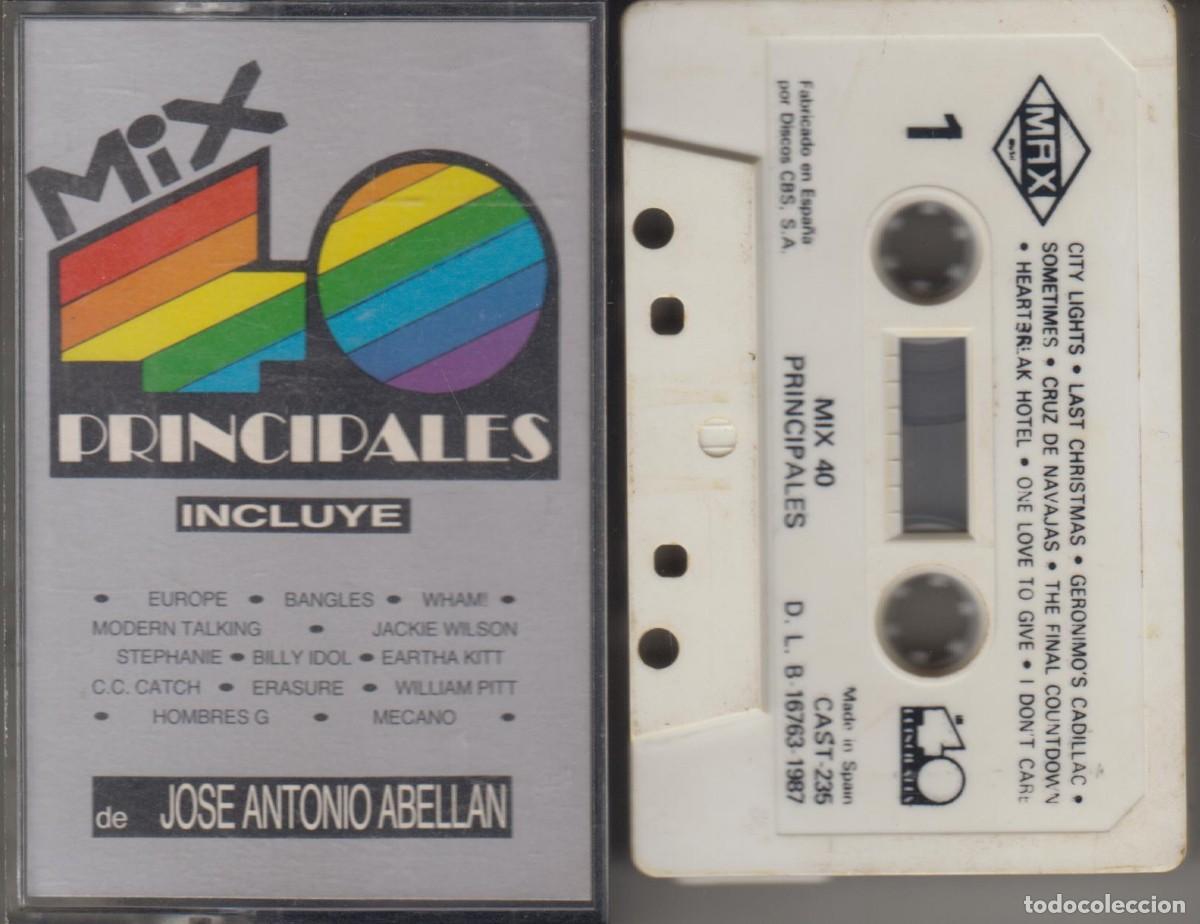 MiX
40
PRINCIPALES
INCLUYE
• EUROPE • BANGLES • WHAM! •
MODERN TALKING • JACKIE WILSON
STEPHANIE • BILLY IDOL • EARTHA KITT
C.C. CATCH • ERASURE • WILLIAM PITT
• HOMBRES G • MECANO •
de JOSE ANTONIO ABELLAN
MAX
1
CITY LIGHTS • LAST CHRISTMAS • GERONIMO'S CADILLAC •
SOMETIMES • CRUZ DE NAVAJAS • THE FINAL COUNTDOWN
• HEARTBREAK HOTEL • ONE LOVE TO GIVE • I DON'T CARE
40
PRINCIPALES
Fabricado en España
por Discos CBS, S.A.
MIX 40
PRINCIPALES
D. L. B-16763-1987
Made in Spain
CAST-235
todocoleccion